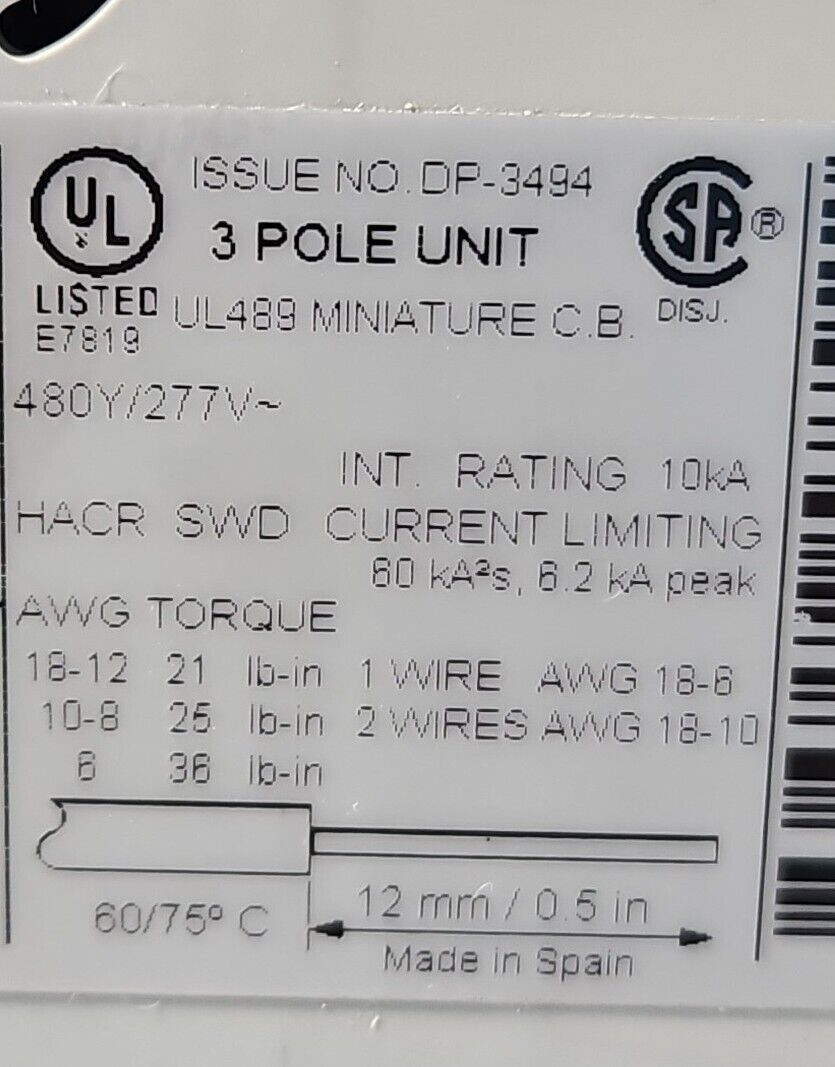 UL
LISTED
E7819
ISSUE NO. DP-3494
3 POLE UNIT
UL489 MINIATURE C.B.
SA ®
DISJ.
480Y/277V~
INT. RATING 10kA
HACR SWD CURRENT LIMITING
60 kA²s, 6.2 kA peak
AWG TORQUE
18-12 21 lb-in 1 WIRE AWG 18-6
10-8 25 lb-in 2 WIRES AWG 18-10
6 36 lb-in
60/75º C
12 mm / 0.5 in
Made in Spain